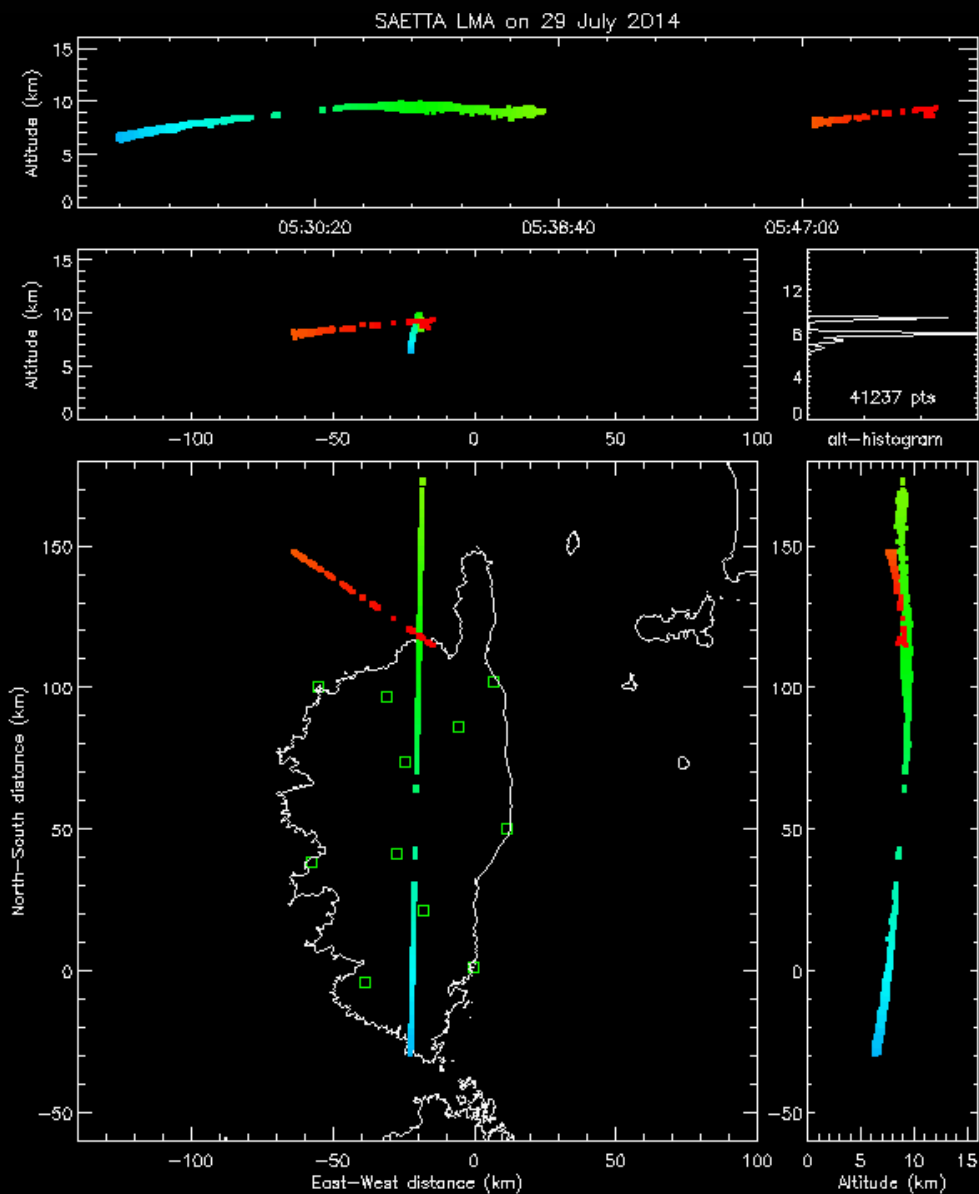 SAETTA LMA on 29 July 2014
Altitude (km)
15
10
5
0
05:30:20 05:38:40 05:47:00
Altitude (km)
15
10
5
0
-100 -50 0 50 100
12
8
4
0
41237 pts
alt-histogram
North-South distance (km)
150
100
50
0
-50
-100 -50 0 50 100
East-West distance (km)
150
100
50
0
-50
0 5 10 15
Altitude (km)